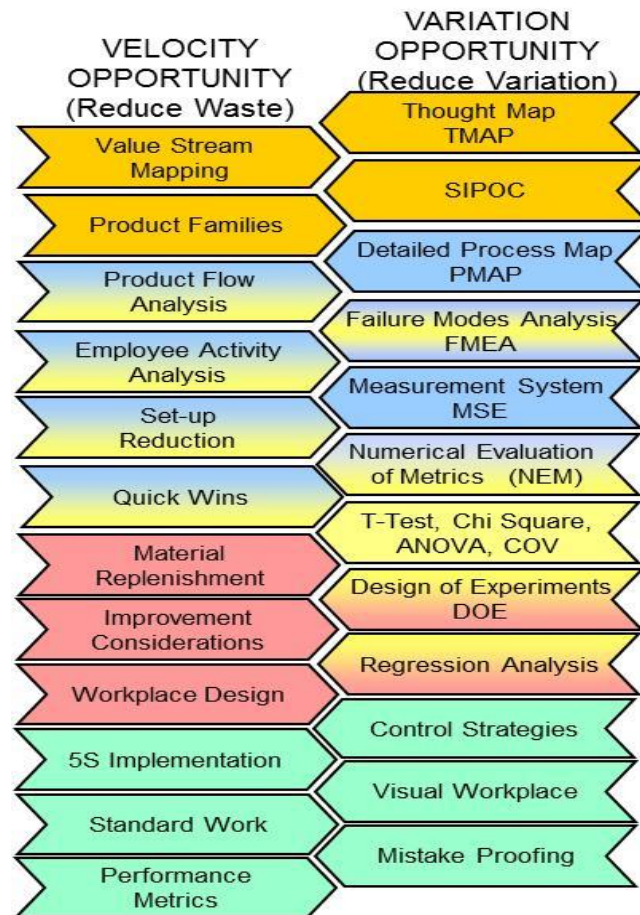 VELOCITY
OPPORTUNITY
(Reduce Waste)
Value Stream
Mapping
Product Families
Product Flow
Analysis
Employee Activity
Analysis
Set-up
Reduction
Quick Wins
Material
Replenishment
Improvement
Considerations
Workplace Design
5S Implementation
Standard Work
Performance
Metrics
VARIATION
OPPORTUNITY
(Reduce Variation)
Thought Map
TMAP
SIPOC
Detailed Process Map
PMAP
Failure Modes Analysis
FMEA
Measurement System
MSE
Numerical Evaluation
of Metrics (NEM)
T-Test, Chi Square,
ANOVA, COV
Design of Experiments
DOE
Regression Analysis
Control Strategies
Visual Workplace
Mistake Proofing